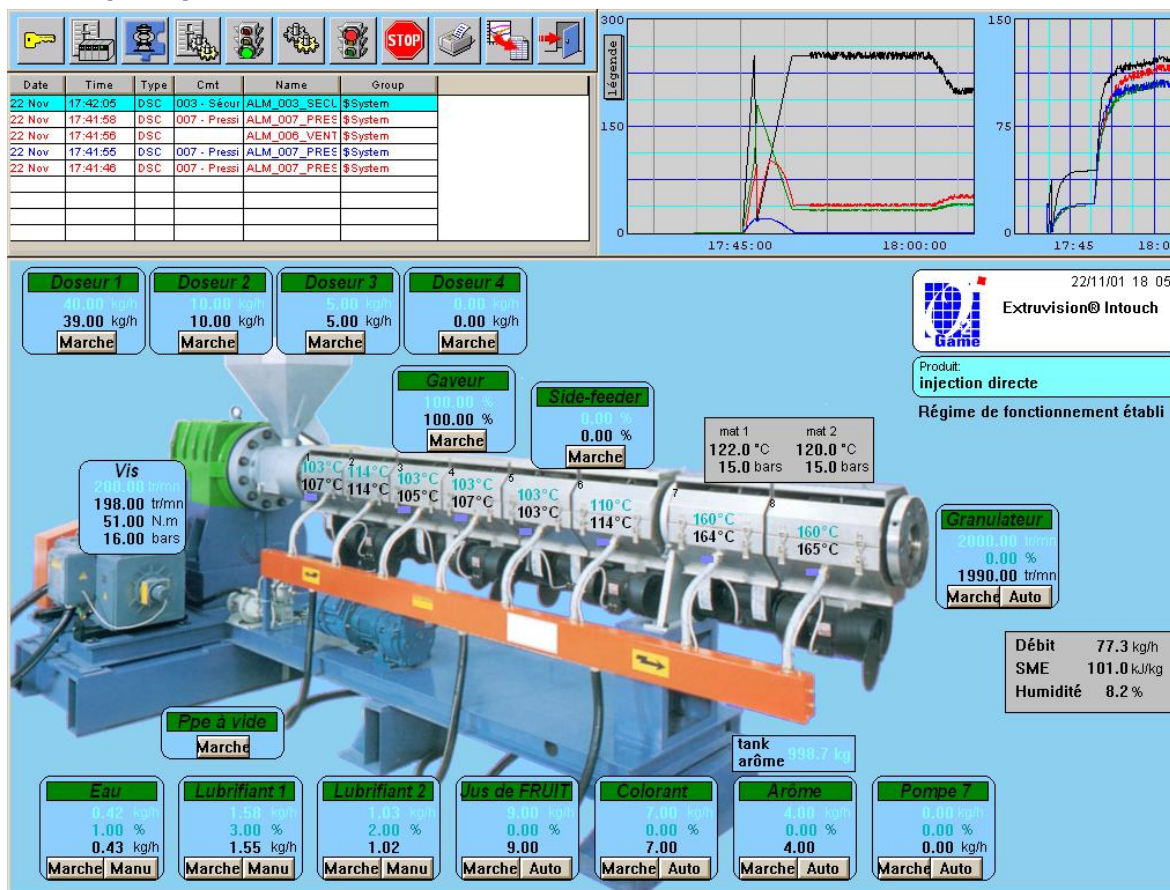 STOP
Date Time Type Cmt Name Group
22 Nov 17:42:05 DSC 003 - Sécur ALM_003_SECU $System
22 Nov 17:41:58 DSC 007 - Pressi ALM_007_PRES $System
22 Nov 17:41:56 DSC ALM_006_VENT $System
22 Nov 17:41:55 DSC 007 - Pressi ALM_007_PRES $System
22 Nov 17:41:46 DSC 007 - Pressi ALM_007_PRES $System
légende
300
150
0
17:45:00 18:00:00
150
75
0
17:45 18:0
Doseur 1
40.00 kg/h
39.00 kg/h
Marche
Doseur 2
10.00 kg/h
10.00 kg/h
Marche
Doseur 3
5.00 kg/h
5.00 kg/h
Marche
Doseur 4
0.00 kg/h
0.00 kg/h
Marche
Game
22/11/01 18 05
Extruvision® Intouch
Produit:
injection directe
Régime de fonctionnement établi
Gaveur
100.00 %
100.00 %
Marche
Side-feeder
0.00 %
0.00 %
Marche
mat 1 mat 2
122.0 °C 120.0 °C
15.0 bars 15.0 bars
Vis
200.00 tr/mn
198.00 tr/mn
51.00 N.m
16.00 bars
1 2 3 4 5 6 7 8
103°C 114°C 103°C 103°C 103°C 110°C 160°C 160°C
107°C 114°C 105°C 107°C 103°C 114°C 164°C 165°C
Granulateur
2000.00 tr/mn
0.00 %
1990.00 tr/mn
Marche Auto
Débit 77.3 kg/h
SME 101.0 kJ/kg
Humidité 8.2 %
Ppe à vide
Marche
tank
arôme 998.7 kg
Eau
0.42 kg/h
1.00 %
0.43 kg/h
Marche Manu
Lubrifiant 1
1.58 kg/h
3.00 %
1.55 kg/h
Marche Manu
Lubrifiant 2
1.03 kg/h
2.00 %
1.02
Marche Manu
Jus de FRUIT
9.00 kg/h
0.00 %
9.00
Marche Auto
Colorant
7.00 kg/h
0.00 %
7.00
Marche Auto
Arôme
4.00 kg/h
0.00 %
4.00
Marche Auto
Pompe 7
0.00 kg/h
0.00 %
0.00 kg/h
Marche Auto